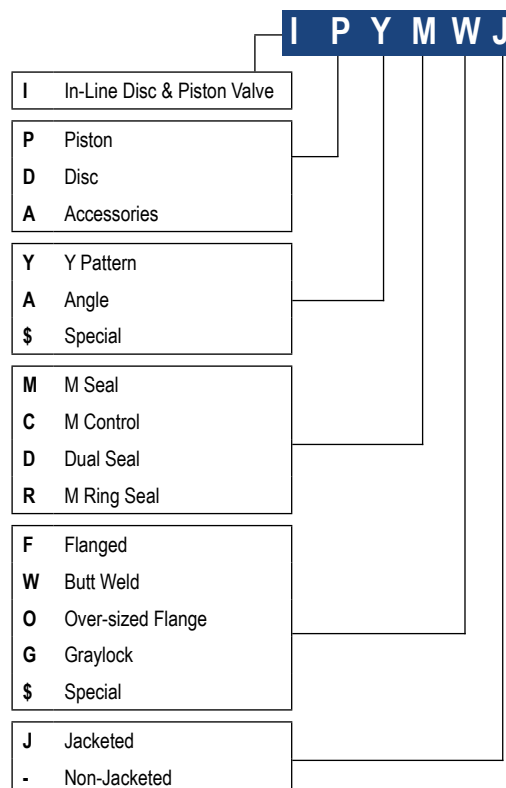 I P Y M W J
I In-Line Disc & Piston Valve
P Piston
D Disc
A Accessories
Y Y Pattern
A Angle
$ Special
M M Seal
C M Control
D Dual Seal
R M Ring Seal
F Flanged
W Butt Weld
O Over-sized Flange
G Graylock
$ Special
J Jacketed
- Non-Jacketed